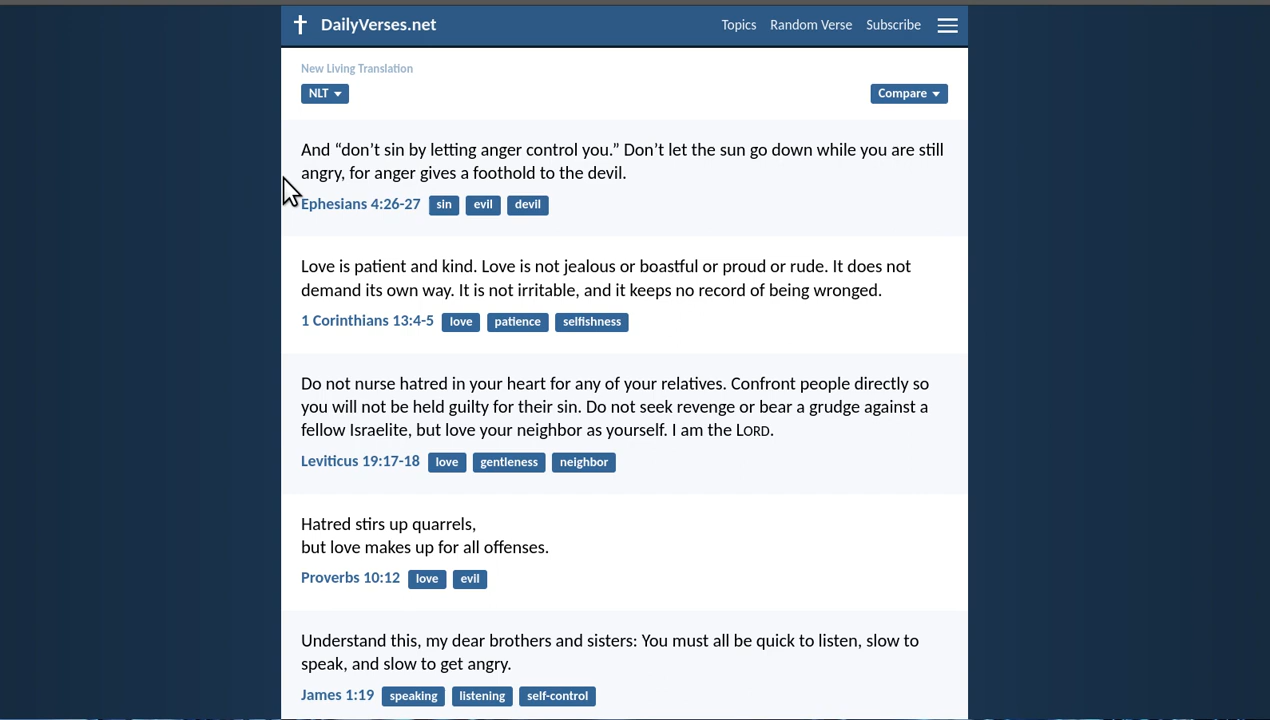 DailyVerses.net
Topics Random Verse Subscribe
New Living Translation
NLT
Compare
And “don’t sin by letting anger control you.” Don’t let the sun go down while you are still
angry, for anger gives a foothold to the devil.
Ephesians 4:26-27 sin evil devil
Love is patient and kind. Love is not jealous or boastful or proud or rude. It does not
demand its own way. It is not irritable, and it keeps no record of being wronged.
1 Corinthians 13:4-5 love patience selfishness
Do not nurse hatred in your heart for any of your relatives. Confront people directly so
you will not be held guilty for their sin. Do not seek revenge or bear a grudge against a
fellow Israelite, but love your neighbor as yourself. I am the LORD.
Leviticus 19:17-18 love gentleness neighbor
Hatred stirs up quarrels,
but love makes up for all offenses.
Proverbs 10:12 love evil
Understand this, my dear brothers and sisters: You must all be quick to listen, slow to
speak, and slow to get angry.
James 1:19 speaking listening self-control